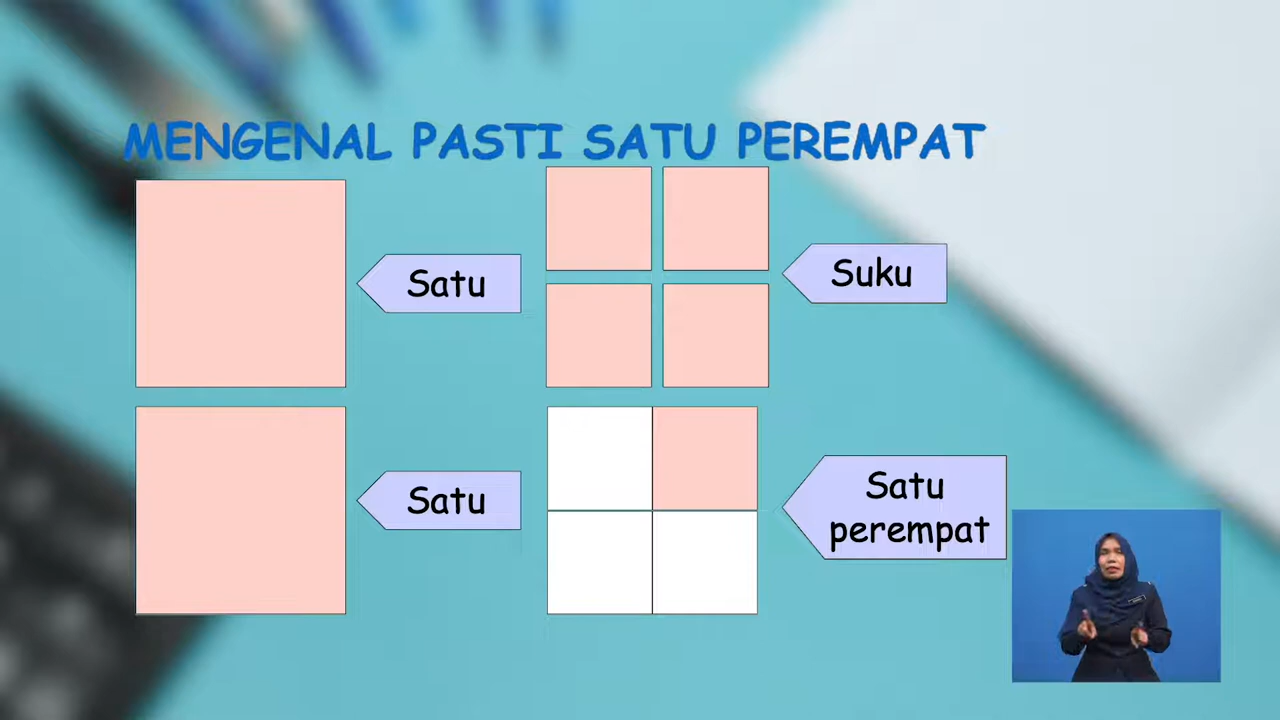 MENGENAL PASTI SATU PEREMPAT
Satu
Suku
Satu
Satu
perempat